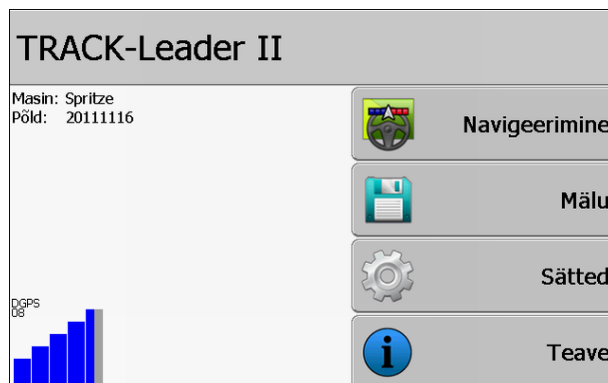 TRACK-Leader II
Masin: Spritze
Põld: 20111116
Navigeerimine
Mälu
Sätted
Teave
DGPS
08